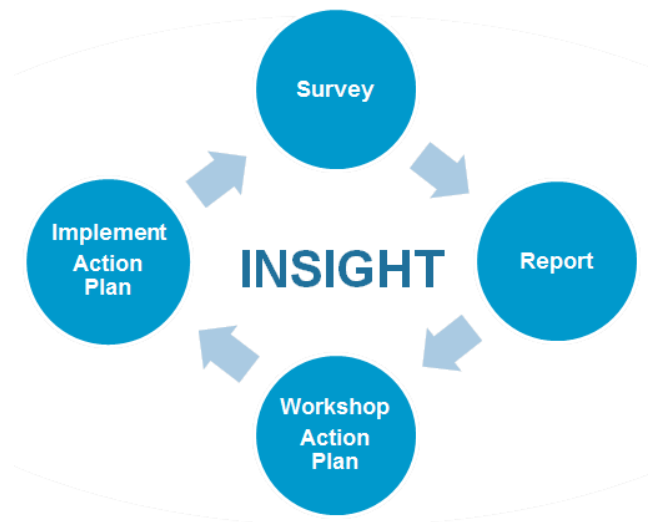 Survey
Report
Workshop
Action
Plan
Implement
Action
Plan
INSIGHT